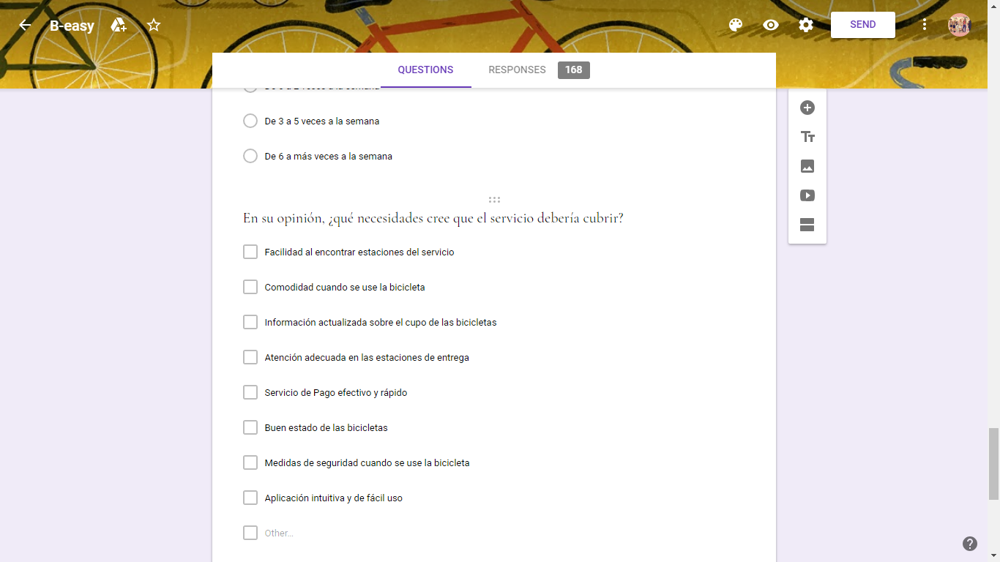 B-easy
SEND
QUESTIONS
RESPONSES 168
De 3 a 5 veces a la semana
De 6 a más veces a la semana
En su opinión, ¿qué necesidades cree que el servicio debería cubrir?
Facilidad al encontrar estaciones del servicio
Comodidad cuando se use la bicicleta
Información actualizada sobre el cupo de las bicicletas
Atención adecuada en las estaciones de entrega
Servicio de Pago efectivo y rápido
Buen estado de las bicicletas
Medidas de seguridad cuando se use la bicicleta
Aplicación intuitiva y de fácil uso
Other...